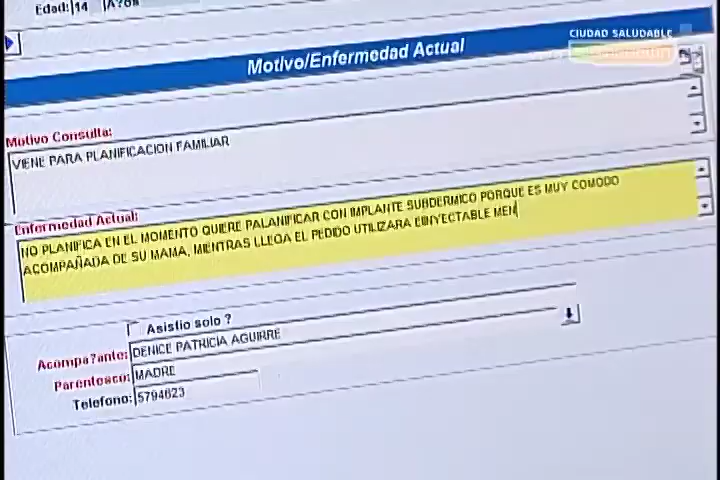 Edad: 14 A?os
CIUDAD SALUDABLE
Motivo/Enfermedad Actual
Motivo Consulta:
VIENE PARA PLANIFICACION FAMILIAR
Enfermedad Actual:
NO PLANIFICA EN EL MOMENTO QUIERE PALANIFICAR CON IMPLANTE SUBDERMICO PORQUE ES MUY COMODO
ACOMPAÑADA DE SU MAMA, MIENTRAS LLEGA EL PEDIDO UTILIZARA EINYECTABLE MEN
Asistio solo ?
Acompa?ante: DENICE PATRICIA AGUIRRE
Parentesco: MADRE
Telefono: 5794623